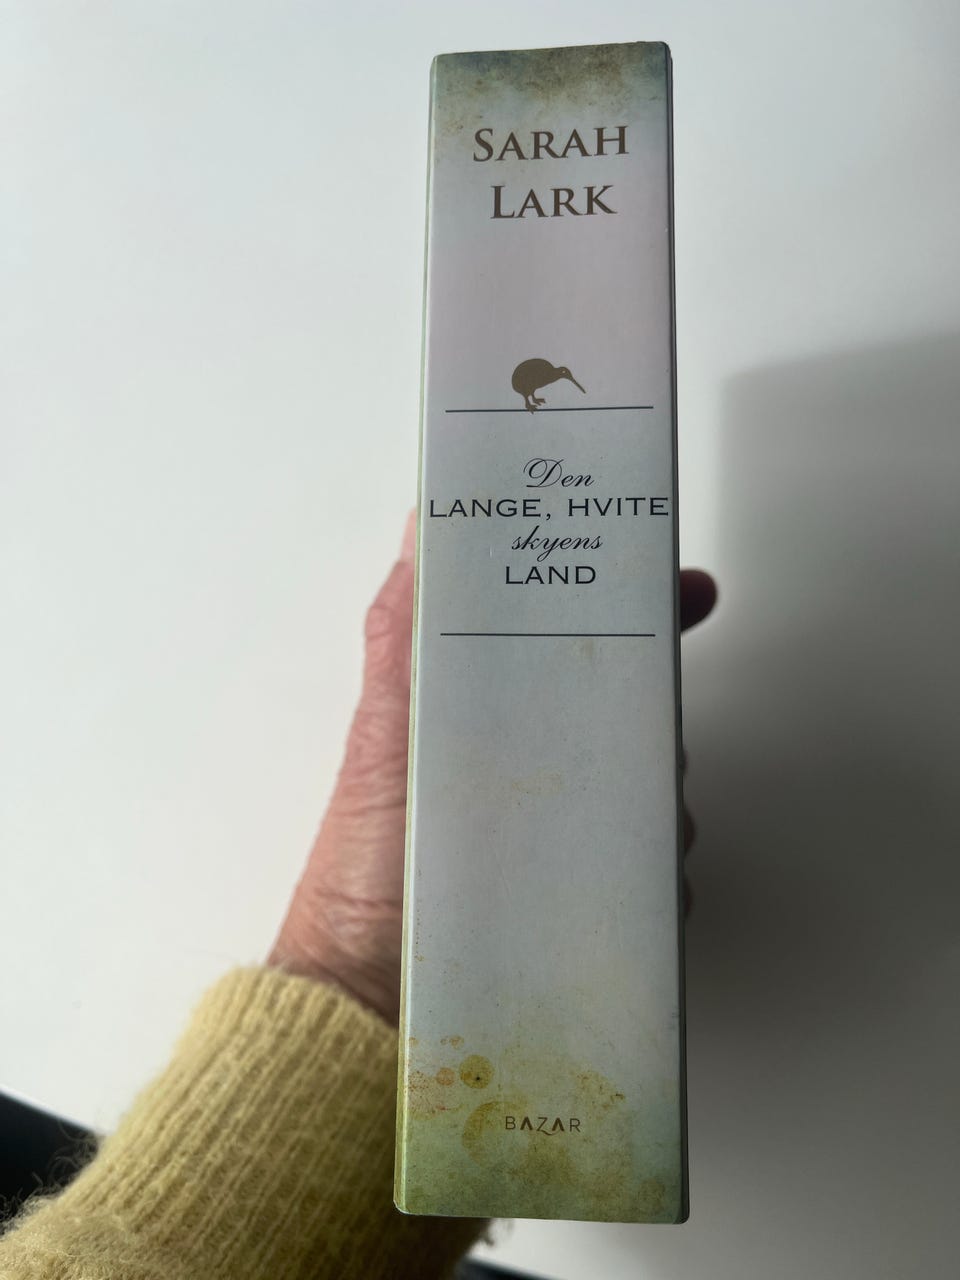 SARAH
LARK
Den
LANGE, HVITE
skyens
LAND
BAZAR